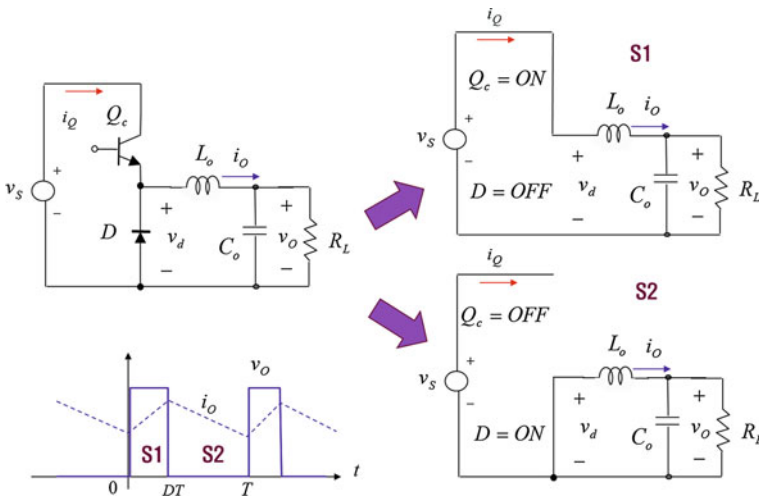 i_Q
Q_c
L_o
i_O
+
+
+
v_S
−
D
v_d
C_o
v_O
R_L
−
−
i_Q
S1
Q_c = ON
L_o
i_O
+
+
+
v_S
−
D = OFF
v_d
C_o
v_O
R_L
−
−
i_Q
S2
Q_c = OFF
L_o
i_O
+
+
+
v_S
−
D = ON
v_d
C_o
v_O
R_L
−
−
v_O
i_O
S1
S2
t
0
DT
T